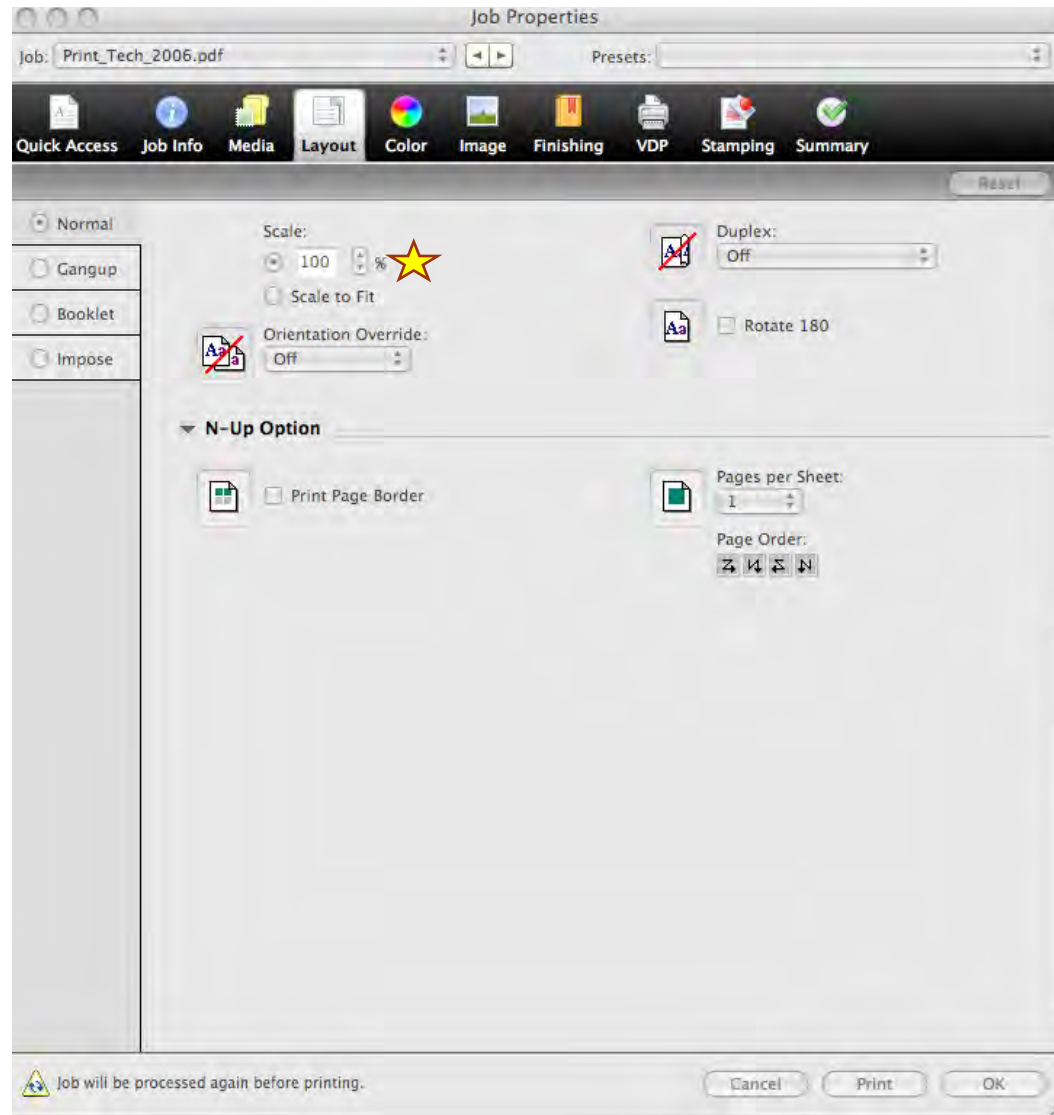 Job Properties
Job: Print_Tech_2006.pdf Presets:
Quick Access Job Info Media Layout Color Image Finishing VDP Stamping Summary
Reset
Normal
Gangup
Booklet
Impose
Scale:
100 %
Scale to Fit
Orientation Override:
Off
Duplex:
Off
Rotate 180
N-Up Option
Print Page Border
Pages per Sheet:
1
Page Order:
Job will be processed again before printing.
Cancel Print OK